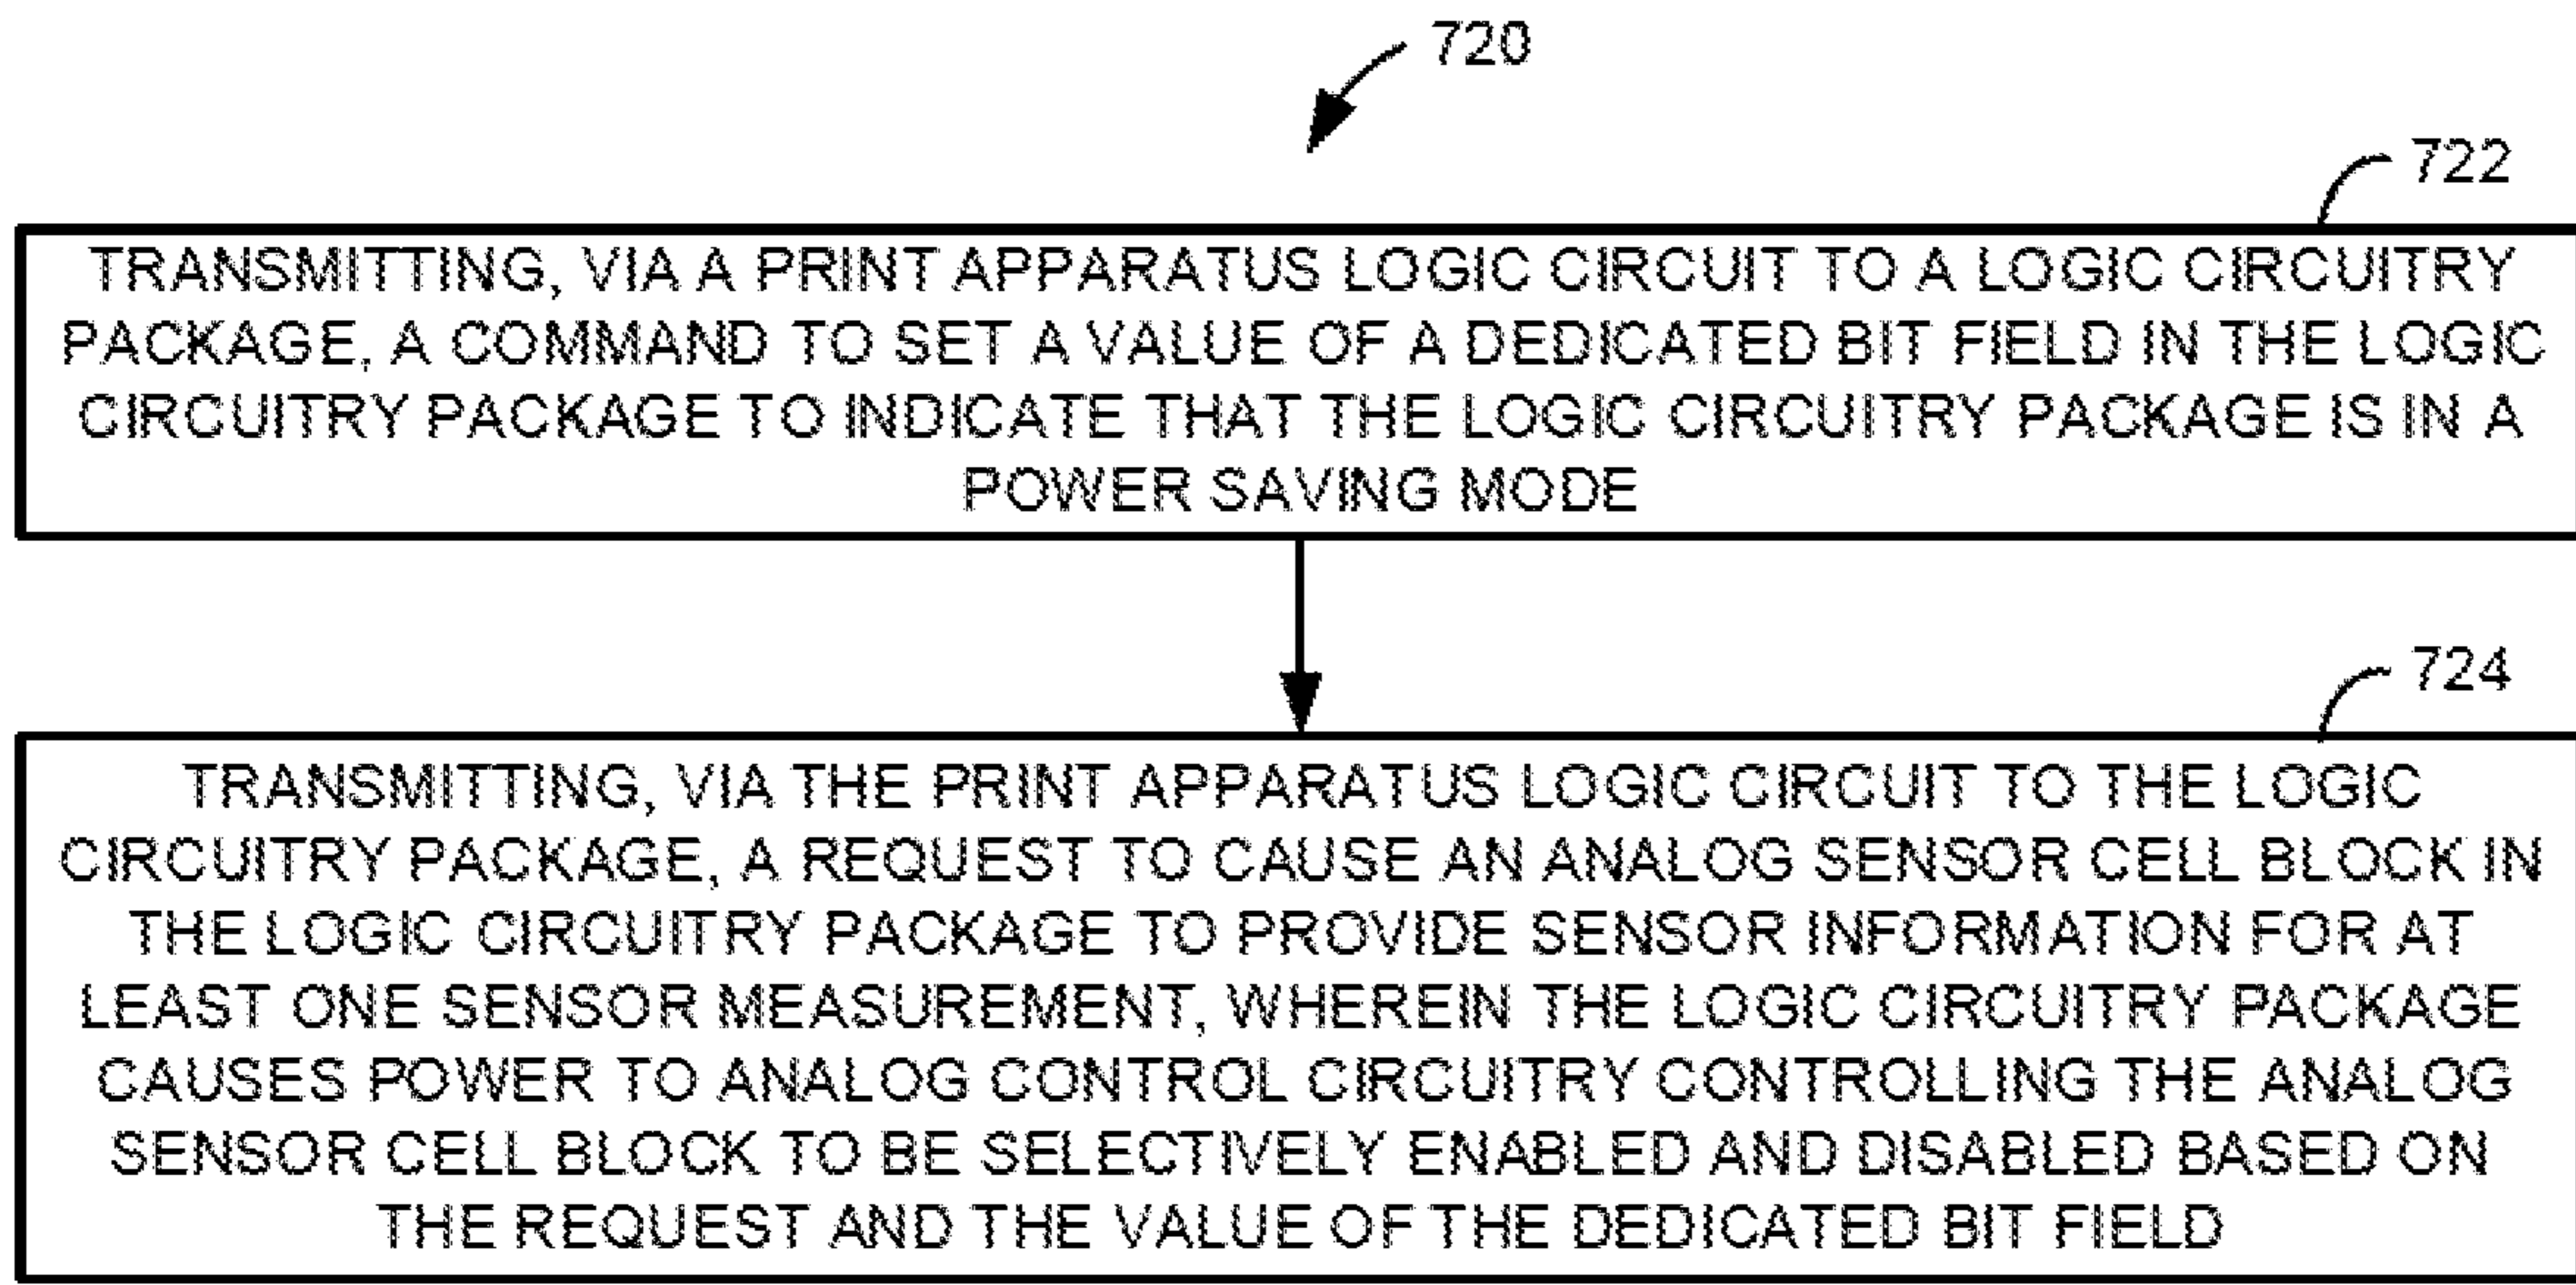 720
722
TRANSMITTING, VIA A PRINT APPARATUS LOGIC CIRCUIT TO A LOGIC CIRCUITRY
PACKAGE, A COMMAND TO SET A VALUE OF A DEDICATED BIT FIELD IN THE LOGIC
CIRCUITRY PACKAGE TO INDICATE THAT THE LOGIC CIRCUITRY PACKAGE IS IN A
POWER SAVING MODE
724
TRANSMITTING, VIA THE PRINT APPARATUS LOGIC CIRCUIT TO THE LOGIC
CIRCUITRY PACKAGE, A REQUEST TO CAUSE AN ANALOG SENSOR CELL BLOCK IN
THE LOGIC CIRCUITRY PACKAGE TO PROVIDE SENSOR INFORMATION FOR AT
LEAST ONE SENSOR MEASUREMENT, WHEREIN THE LOGIC CIRCUITRY PACKAGE
CAUSES POWER TO ANALOG CONTROL CIRCUITRY CONTROLLING THE ANALOG
SENSOR CELL BLOCK TO BE SELECTIVELY ENABLED AND DISABLED BASED ON
THE REQUEST AND THE VALUE OF THE DEDICATED BIT FIELD